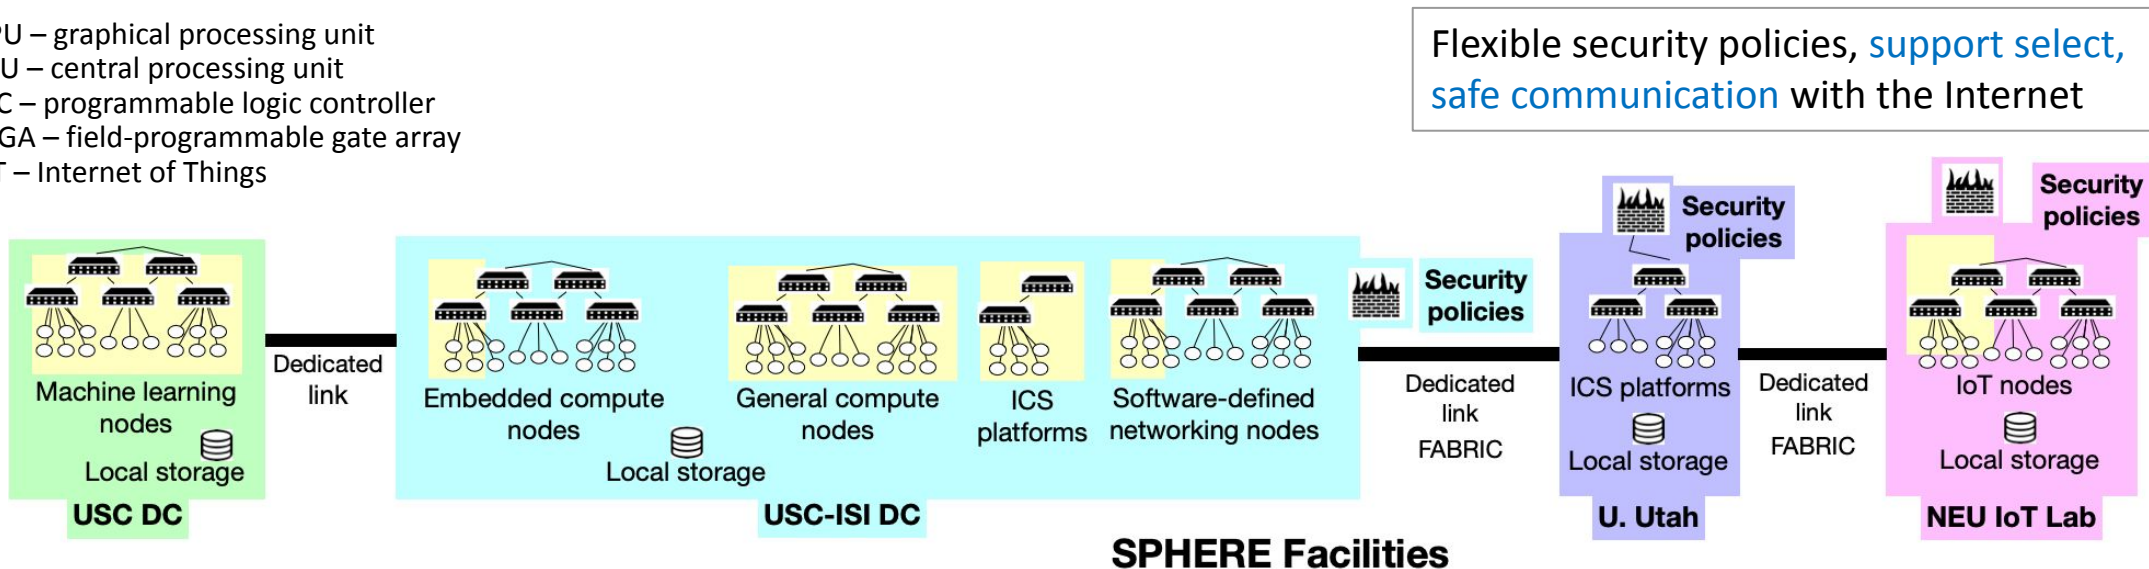 PU – graphical processing unit
U – central processing unit
C – programmable logic controller
GA – field-programmable gate array
T – Internet of Things
Flexible security policies, support select,
safe communication with the Internet
Security
policies
Security
policies
Security
policies
Machine learning
nodes
Local storage
USC DC
Dedicated
link
Embedded compute
nodes
Local storage
General compute
nodes
ICS
platforms
Software-defined
networking nodes
USC-ISI DC
Dedicated
link
FABRIC
ICS platforms
Local storage
U. Utah
Dedicated
link
FABRIC
IoT nodes
Local storage
NEU IoT Lab
SPHERE Facilities